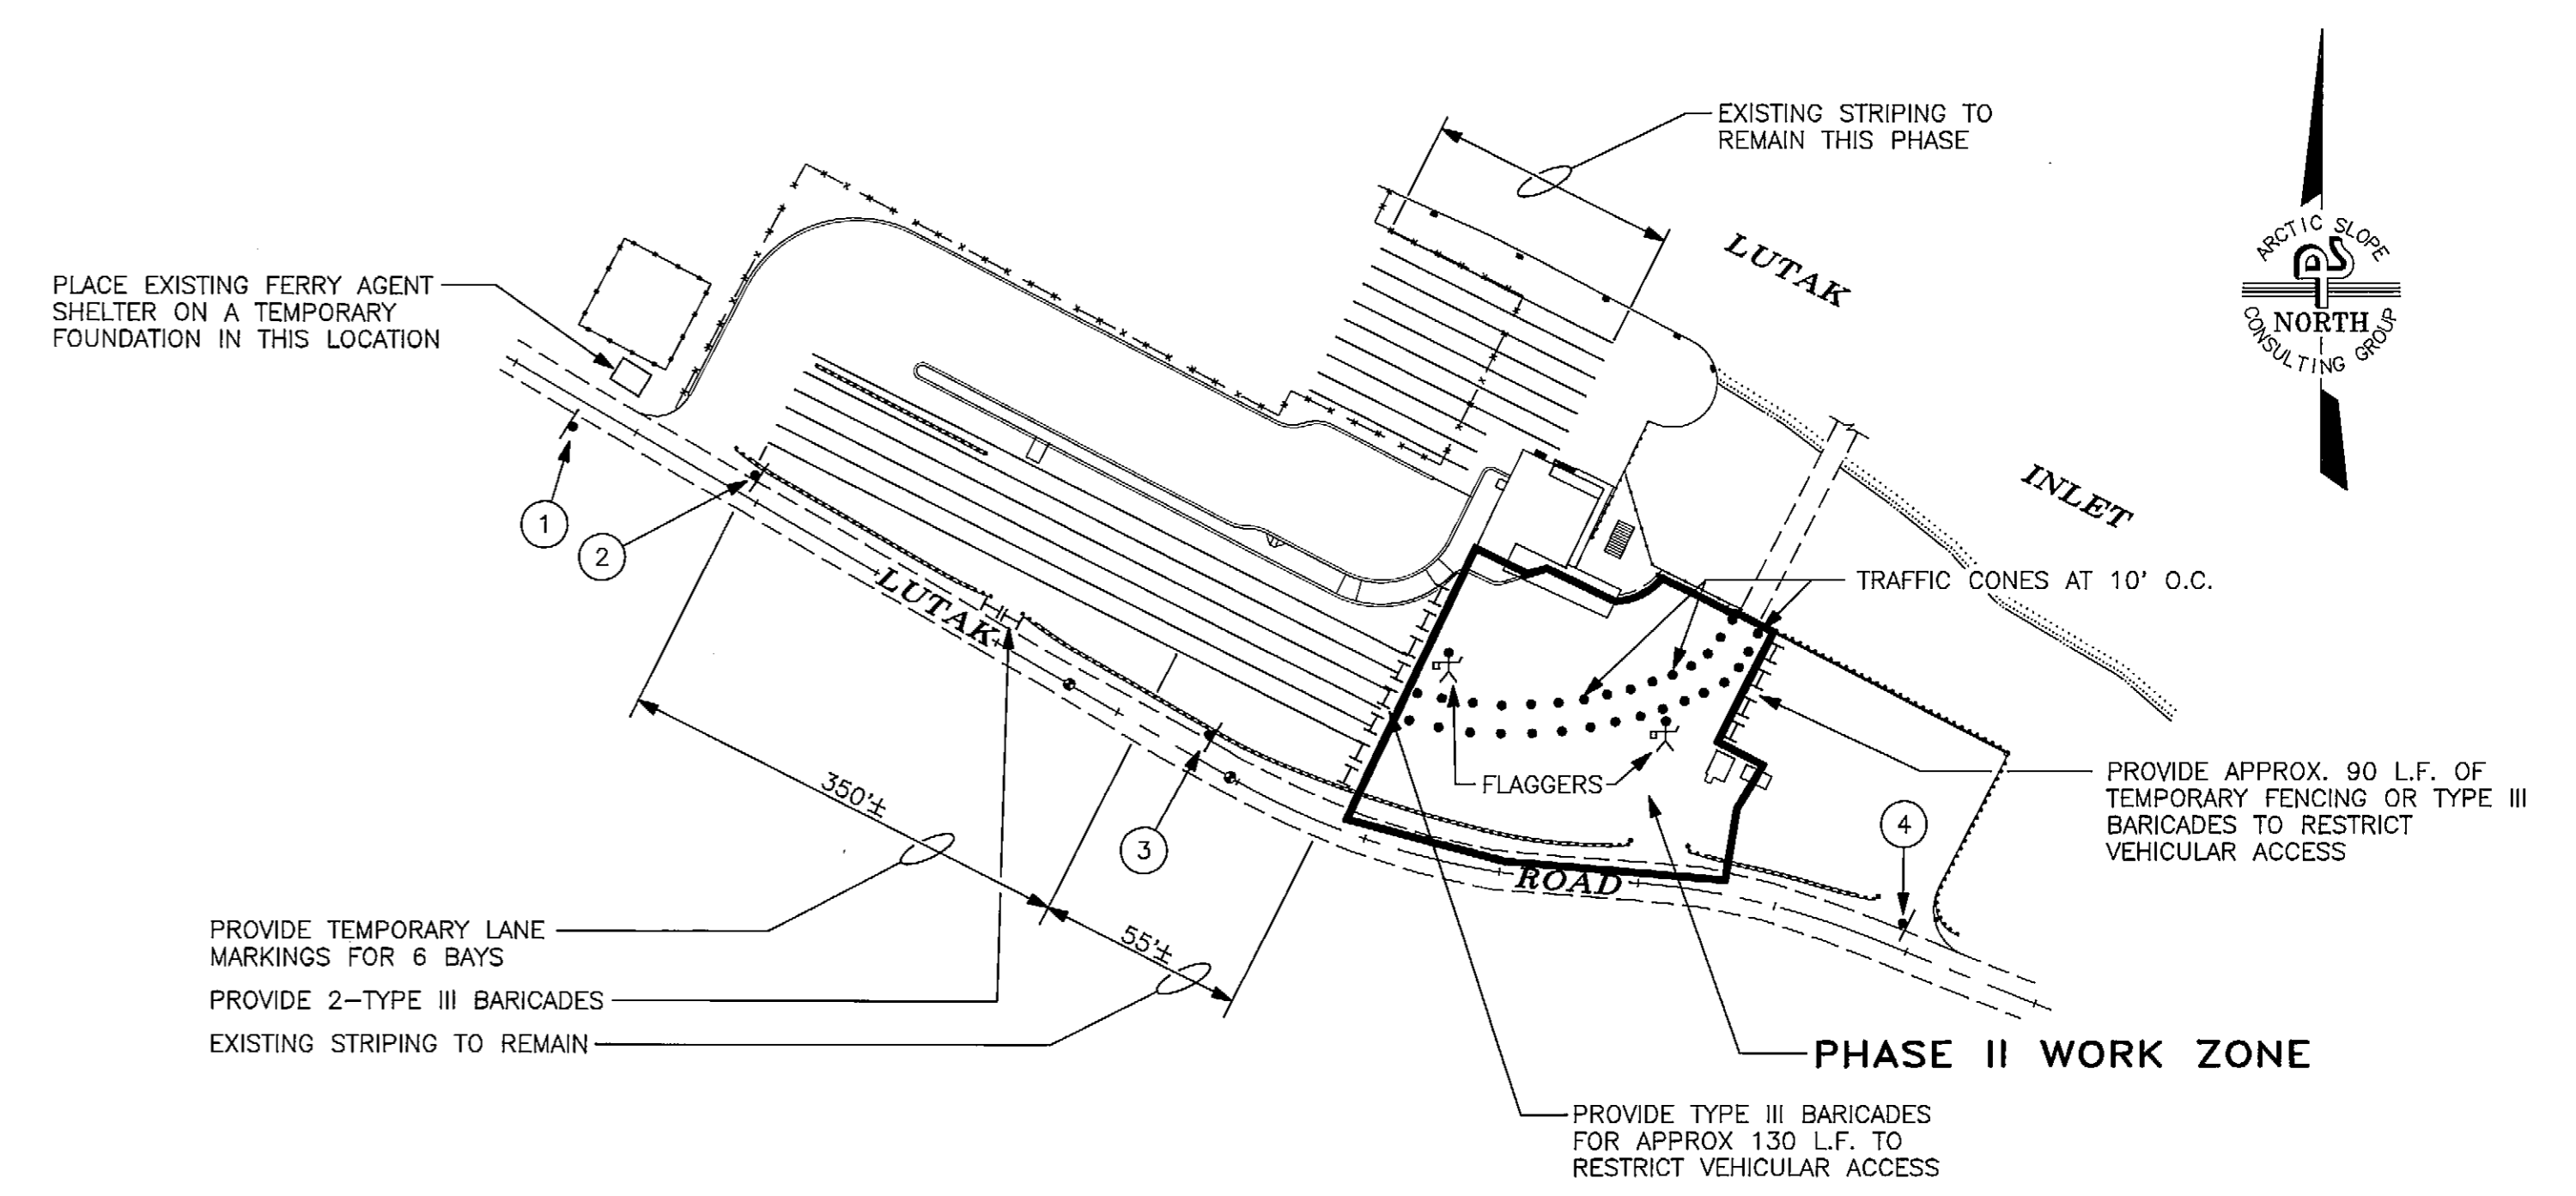 EXISTING STRIPING TO
REMAIN THIS PHASE
LUTAK
INLET
ARCTIC SLOPE
NORTH
CONSULTING GROUP
PLACE EXISTING FERRY AGENT
SHELTER ON A TEMPORARY
FOUNDATION IN THIS LOCATION
1
2
LUTAK
TRAFFIC CONES AT 10' O.C.
FLAGGERS
350'±
55'±
3
4
ROAD
PROVIDE APPROX. 90 L.F. OF
TEMPORARY FENCING OR TYPE III
BARICADES TO RESTRICT
VEHICULAR ACCESS
PROVIDE TEMPORARY LANE
MARKINGS FOR 6 BAYS
PROVIDE 2-TYPE III BARICADES
EXISTING STRIPING TO REMAIN
PHASE II WORK ZONE
PROVIDE TYPE III BARICADES
FOR APPROX 130 L.F. TO
RESTRICT VEHICULAR ACCESS